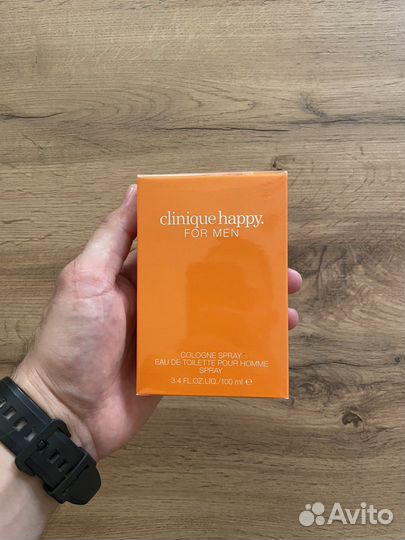 clinique happy.
FOR MEN
COLOGNE SPRAY
EAU DE TOILETTE POUR HOMME
SPRAY
3.4 FL.OZ.LIQ./100 ml ℮
Avito